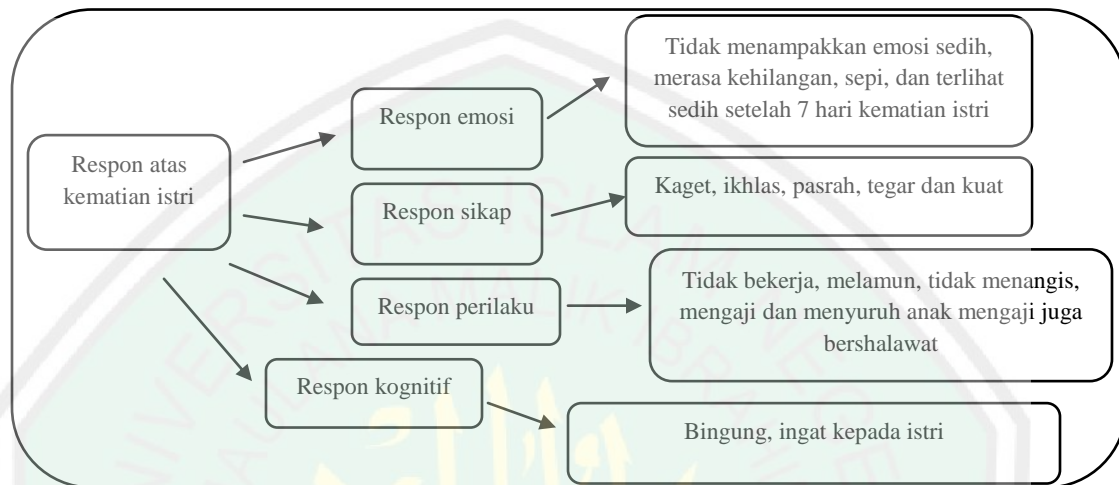 Tidak menampakkan emosi sedih,
merasa kehilangan, sepi, dan terlihat
sedih setelah 7 hari kematian istri
Respon emosi
Respon atas
kematian istri
Kaget, ikhlas, pasrah, tegar dan kuat
Respon sikap
Tidak bekerja, melamun, tidak menangis,
mengaji dan menyuruh anak mengaji juga
bershalawat
Respon perilaku
Respon kognitif
Bingung, ingat kepada istri